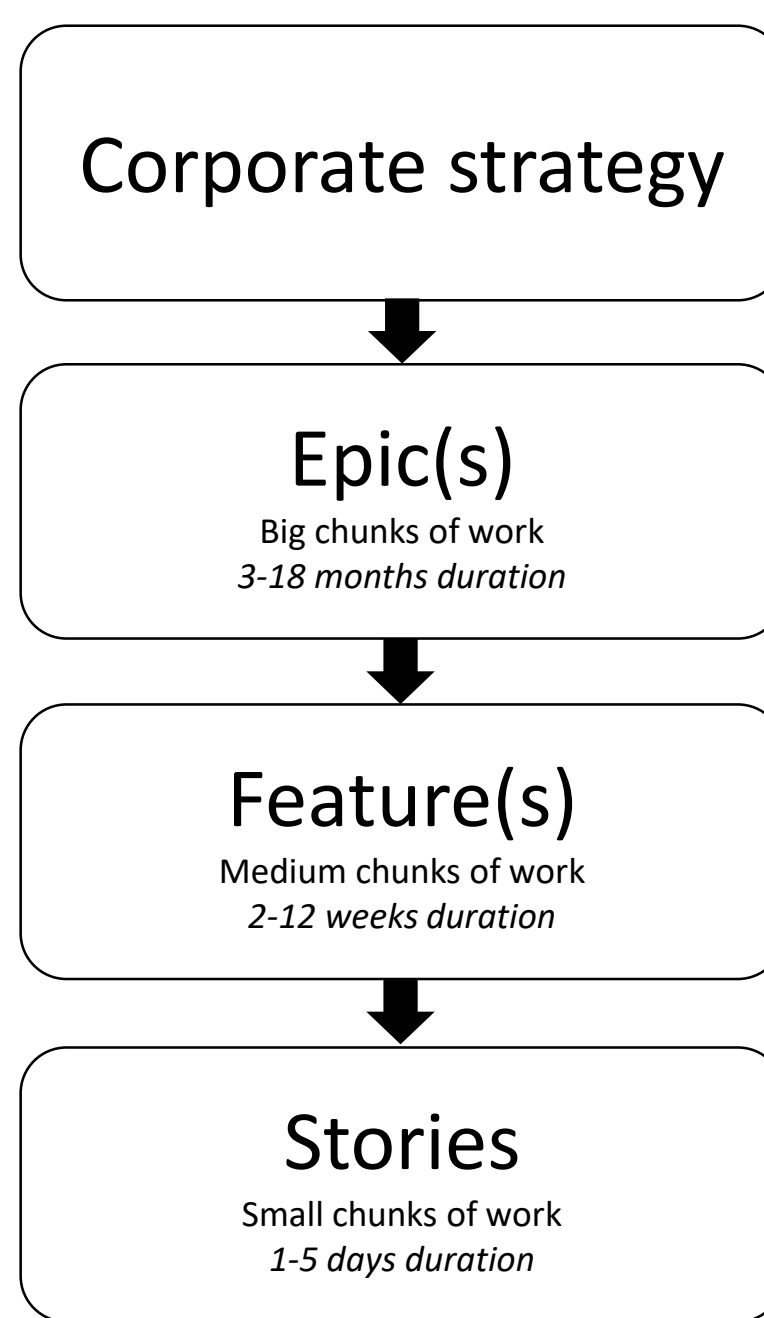 Corporate strategy
Epic(s)
Big chunks of work
3-18 months duration
Feature(s)
Medium chunks of work
2-12 weeks duration
Stories
Small chunks of work
1-5 days duration